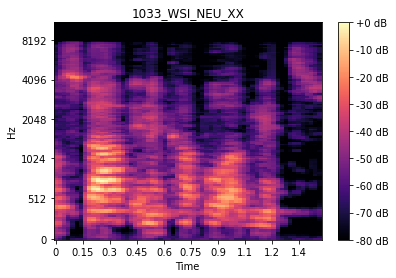 1033_WSI_NEU_XX
+0 dB
8192
-10 dB
4096
-20 dB
-30 dB
2048
Hz
-40 dB
1024
-50 dB
512
-60 dB
-70 dB
0
-80 dB
0 0.15 0.3 0.45 0.6 0.75 0.9 1.1 1.2 1.4
Time